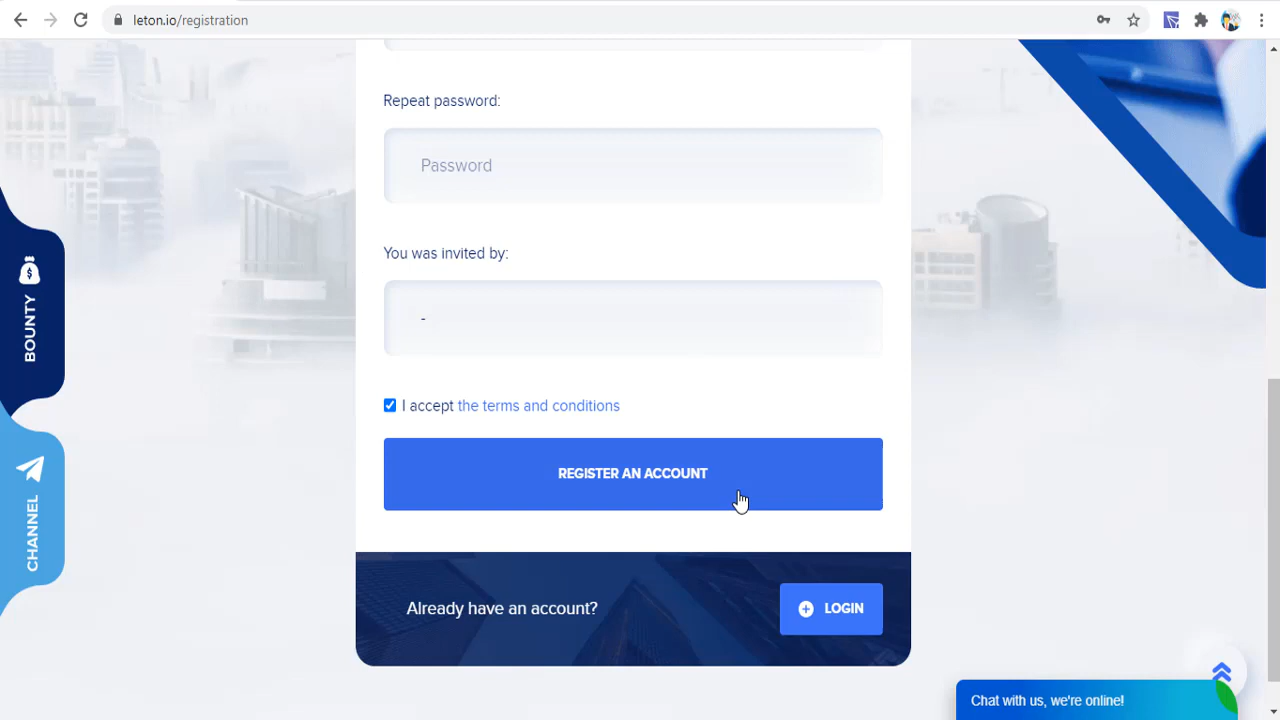 leton.io/registration
Repeat password:
Password
You was invited by:
-
I accept the terms and conditions
REGISTER AN ACCOUNT
Already have an account?
LOGIN
BOUNTY
CHANNEL
Chat with us, we're online!